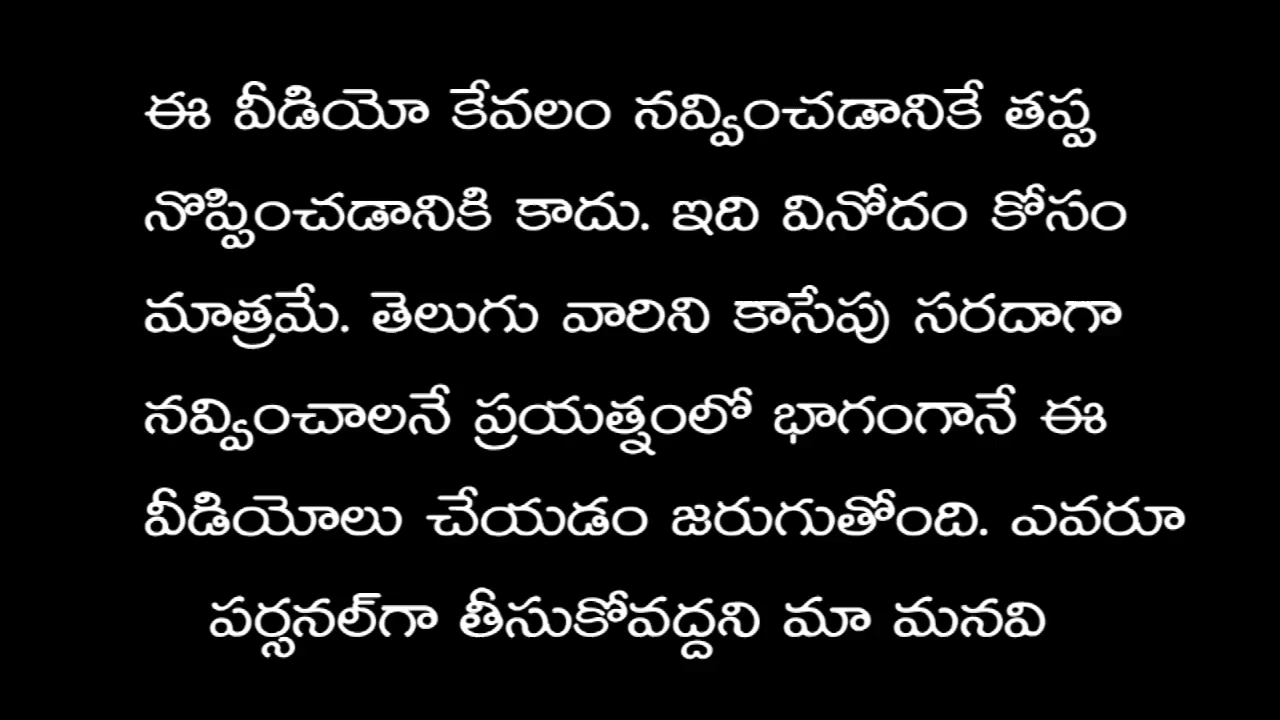 ఈ వీడియో కేవలం నవ్వించడానికే తప్ప
నొప్పించడానికి కాదు. ఇది వినోదం కోసం
మాత్రమే. తెలుగు వారిని కాసేపు సరదాగా
నవ్వించాలనే ప్రయత్నంలో భాగంగానే ఈ
వీడియోలు చేయడం జరుగుతోంది. ఎవరూ
పర్సనల్‌గా తీసుకోవద్దని మా మనవి